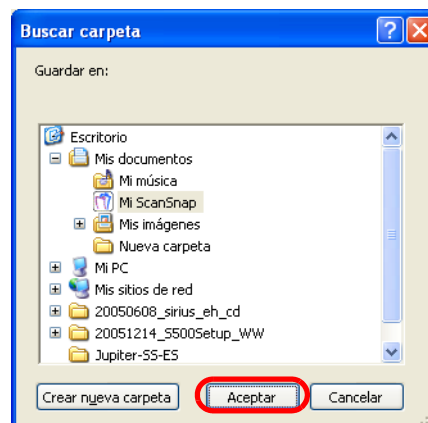 Buscar carpeta
Guardar en:
Escritorio
Mis documentos
Mi música
Mi ScanSnap
Mis imágenes
Nueva carpeta
Mi PC
Mis sitios de red
20050608_sirius_eh_cd
20051214_S500Setup_WW
Jupiter-SS-ES
Crear nueva carpeta Aceptar Cancelar